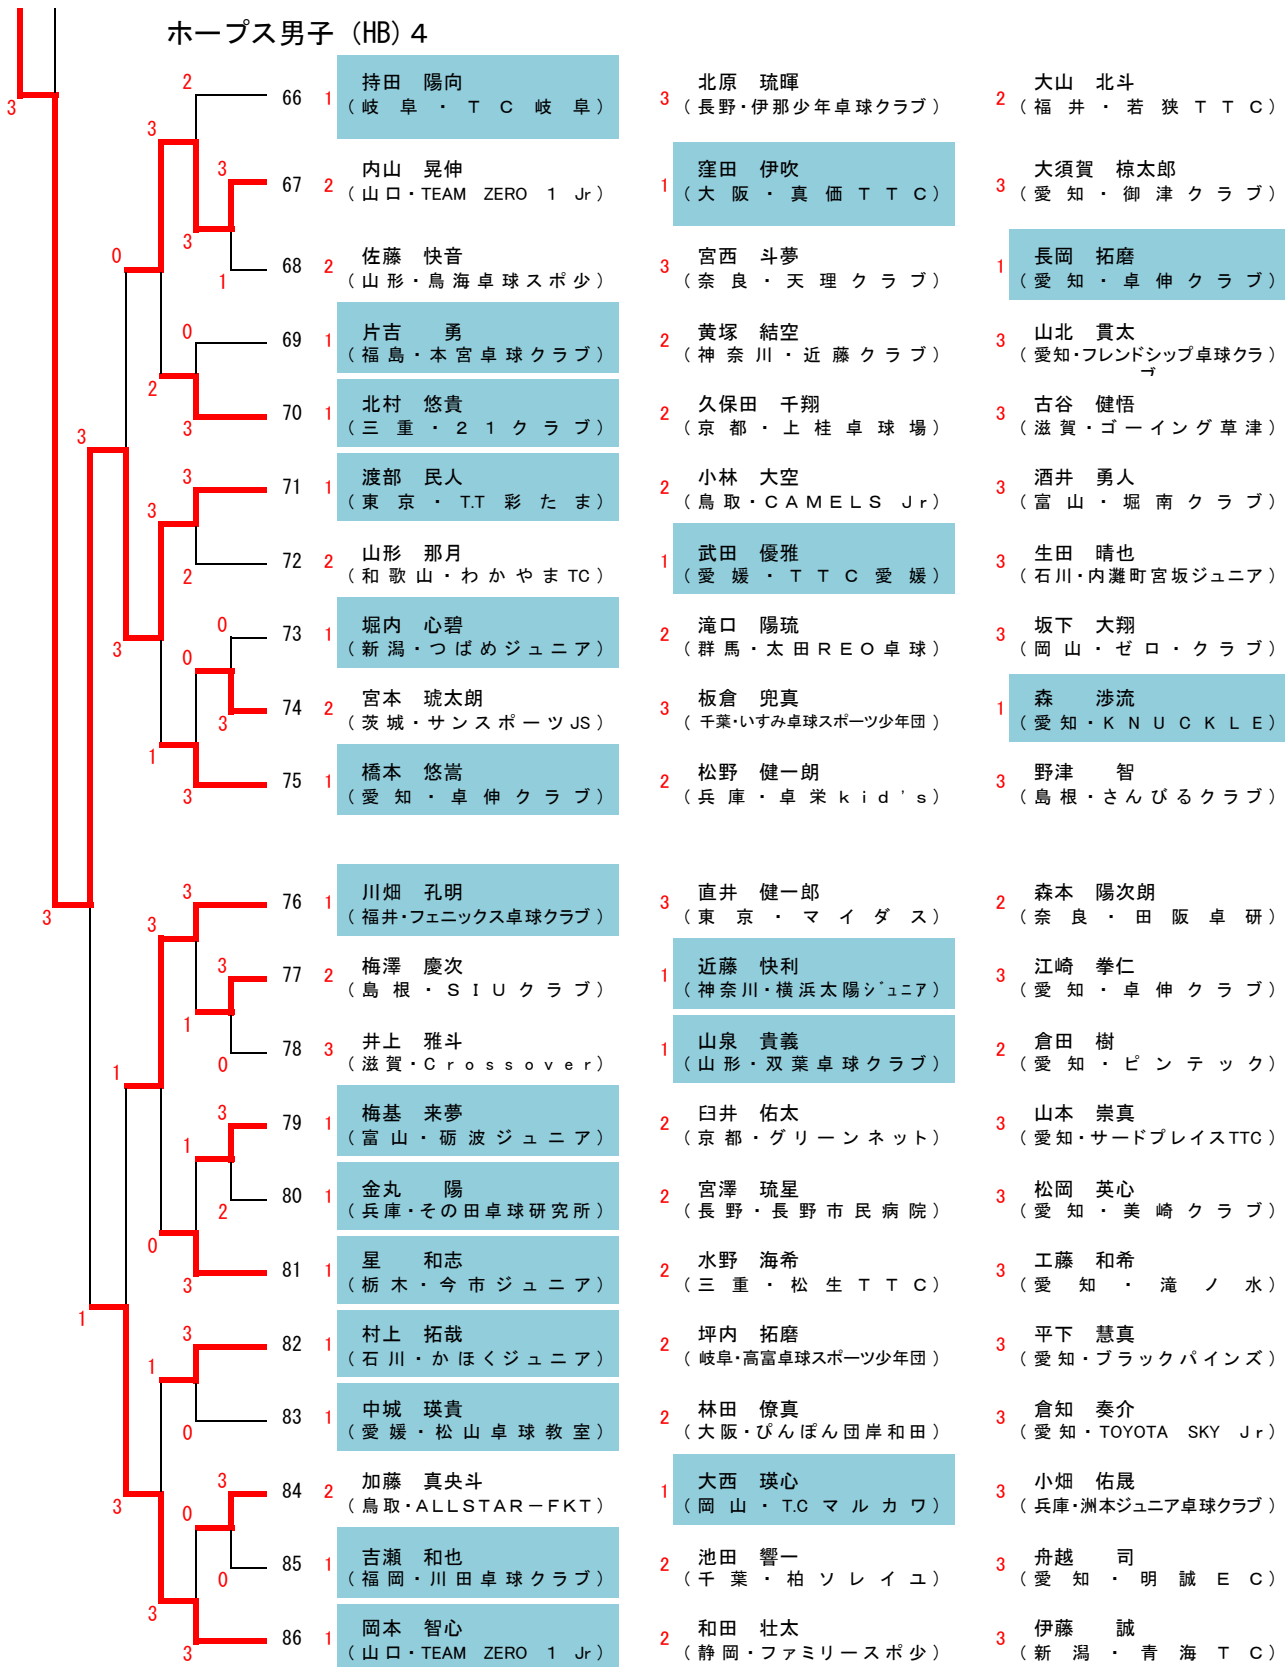 ホープス男子 (HB) 4
3
2
66 1 持田 陽向 3 北原 琉暉 2 大山 北斗
(岐阜・TC岐阜) (長野・伊那少年卓球クラブ) (福井・若狭TTC)
3
3
67 2 内山 晃伸 1 窪田 伊吹 3 大須賀 椋太郎
(山口・TEAM ZERO 1 Jr) (大阪・真価TTC) (愛知・御津クラブ)
3
0
68 2 佐藤 快音 3 宮西 斗夢 1 長岡 拓磨
1 (山形・鳥海卓球スポ少) (奈良・天理クラブ) (愛知・卓伸クラブ)
0
69 1 片吉 勇 2 黄塚 結空 3 山北 貫太
(福島・本宮卓球クラブ) (神奈川・近藤クラブ) (愛知・フレンドシップ卓球クラブ)
2
70 1 北村 悠貴 2 久保田 千翔 3 古谷 健悟
3 (三重・21クラブ) (京都・上桂卓球場) (滋賀・ゴーイング草津)
3
3
71 1 渡部 民人 2 小林 大空 3 酒井 勇人
(東京・T.T彩たま) (鳥取・CAMELS Jr) (富山・堀南クラブ)
3
72 2 山形 那月 1 武田 優雅 3 生田 晴也
2 (和歌山・わかやまTC) (愛媛・TTC愛媛) (石川・内灘町宮坂ジュニア)
0
73 1 堀内 心碧 2 滝口 陽琉 3 坂下 大翔
3 (新潟・つばめジュニア) (群馬・太田REO卓球) (岡山・ゼロ・クラブ)
0
74 2 宮本 琥太朗 3 板倉 兜真 1 森 渉流
3 (茨城・サンスポーツJS) (千葉・いすみ卓球スポーツ少年団) (愛知・KNUCKLE)
1
75 1 橋本 悠嵩 2 松野 健一朗 3 野津 智
3 (愛知・卓伸クラブ) (兵庫・卓栄kid's) (島根・さんびるクラブ)
3
76 1 川畑 孔明 3 直井 健一郎 2 森本 陽次朗
3 (福井・フェニックス卓球クラブ) (東京・マイダス) (奈良・田阪卓研)
3
3
77 2 梅澤 慶次 1 近藤 快利 3 江崎 拳仁
(島根・SIUクラブ) (神奈川・横浜太陽ジュニア) (愛知・卓伸クラブ)
1
78 3 井上 雅斗 1 山泉 貴義 2 倉田 樹
0 (滋賀・Crossover) (山形・双葉卓球クラブ) (愛知・ピンテック)
1
3
79 1 梅基 来夢 2 臼井 佑太 3 山本 崇真
1 (富山・砺波ジュニア) (京都・グリーンネット) (愛知・サードプレイスTTC)
80 1 金丸 陽 2 宮澤 琉星 3 松岡 英心
2 (兵庫・その田卓球研究所) (長野・長野市民病院) (愛知・美崎クラブ)
0
81 1 星 和志 2 水野 海希 3 工藤 和希
3 (栃木・今市ジュニア) (三重・松生TTC) (愛知・滝ノ水)
1
3
82 1 村上 拓哉 2 坪内 拓磨 3 平下 慧真
1 (石川・かほくジュニア) (岐阜・高富卓球スポーツ少年団) (愛知・ブラックパインズ)
83 1 中城 瑛貴 2 林田 僚真 3 倉知 奏介
0 (愛媛・松山卓球教室) (大阪・ぴんぽん団岸和田) (愛知・TOYOTA SKY Jr)
3
84 2 加藤 真央斗 1 大西 瑛心 3 小畑 佑晟
3 0 (鳥取・ALLSTAR－FKT) (岡山・T.Cマルカワ) (兵庫・洲本ジュニア卓球クラブ)
85 1 吉瀬 和也 2 池田 響一 3 舟越 司
0 (福岡・川田卓球クラブ) (千葉・柏ソレイユ) (愛知・明誠EC)
3
86 1 岡本 智心 2 和田 壮太 3 伊藤 誠
3 (山口・TEAM ZERO 1 Jr) (静岡・ファミリースポ少) (新潟・青海TC)